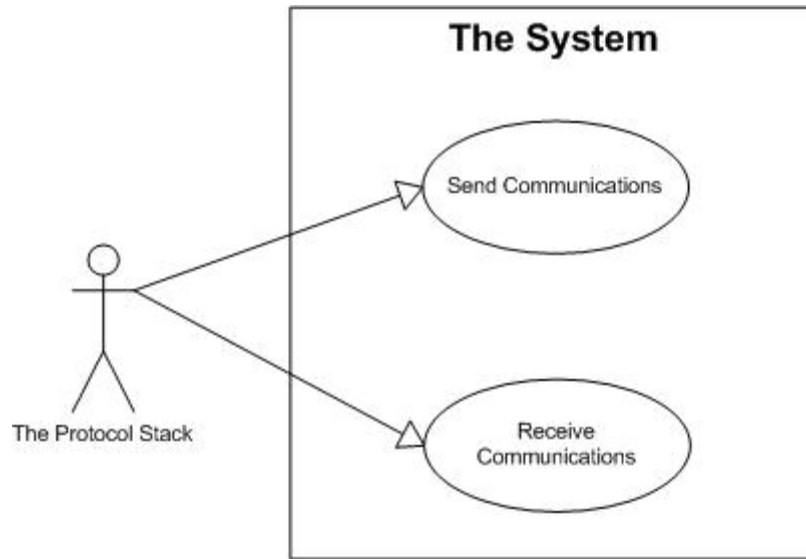 The System
Send Communications
The Protocol Stack
Receive
Communications